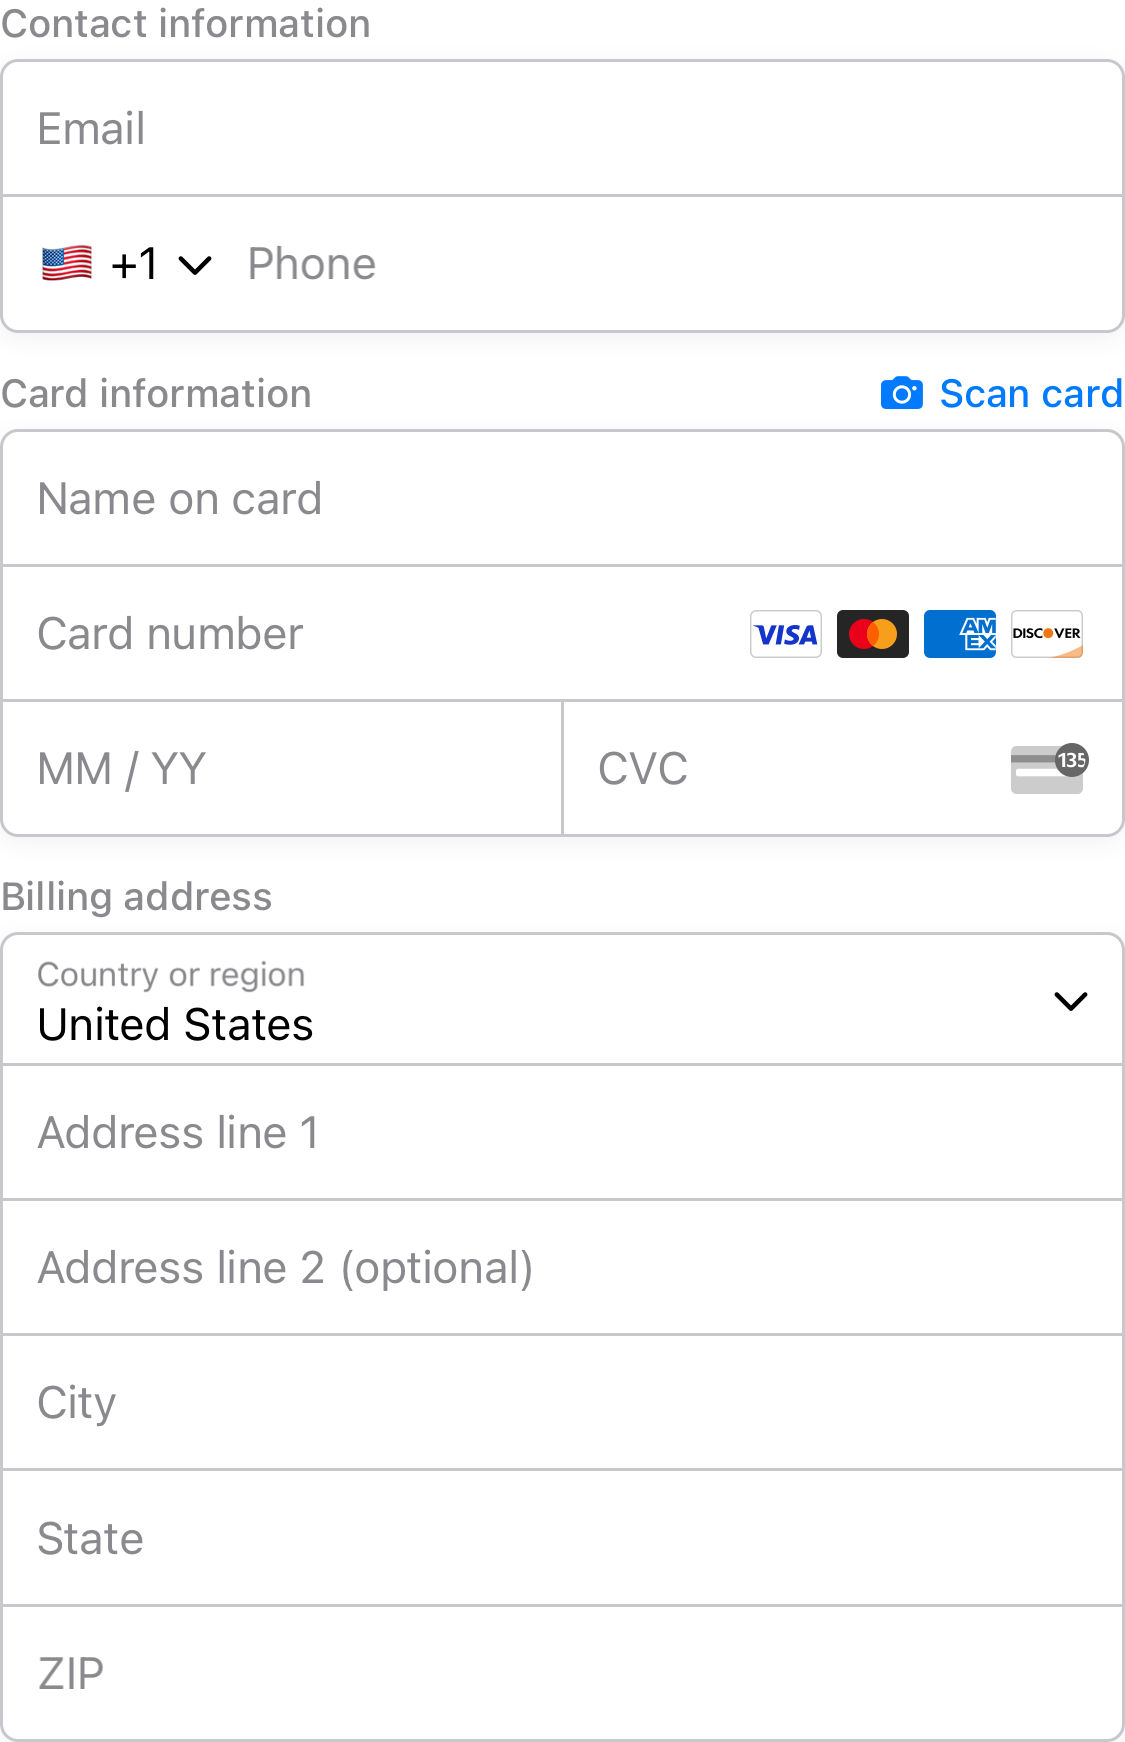 Contact information
Email
+1 Phone
Card information Scan card
Name on card
Card number VISA AM EX DISCOVER
MM / YY CVC 135
Billing address
Country or region
United States
Address line 1
Address line 2 (optional)
City
State
ZIP